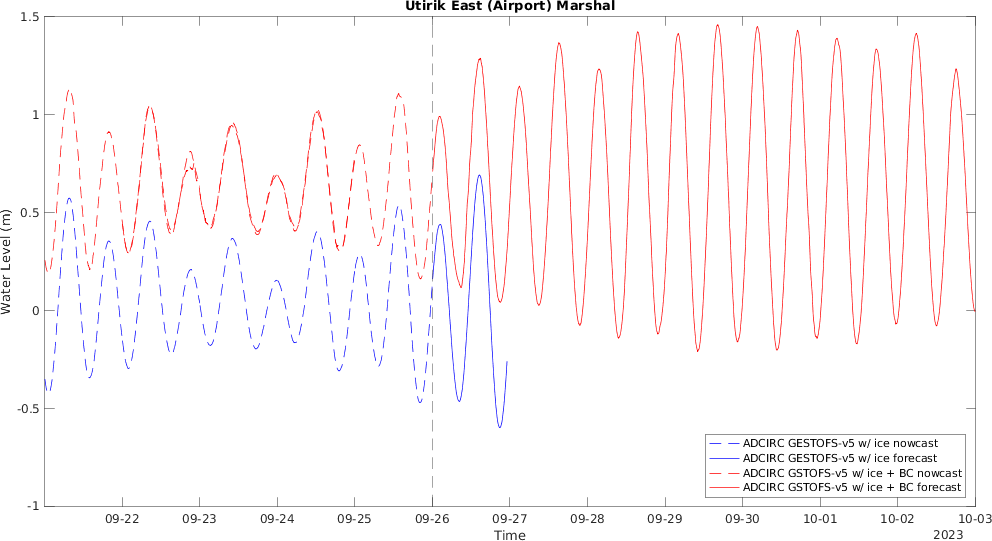 Utirik East (Airport) Marshal
1.5
1
0.5
0
-0.5
-1
Water Level (m)
ADCIRC GESTOFS-v5 w/ ice nowcast
ADCIRC GESTOFS-v5 w/ ice forecast
ADCIRC GSTOFS-v5 w/ ice + BC nowcast
ADCIRC GSTOFS-v5 w/ ice + BC forecast
09-22 09-23 09-24 09-25 09-26 09-27 09-28 09-29 09-30 10-01 10-02 10-03
Time
2023